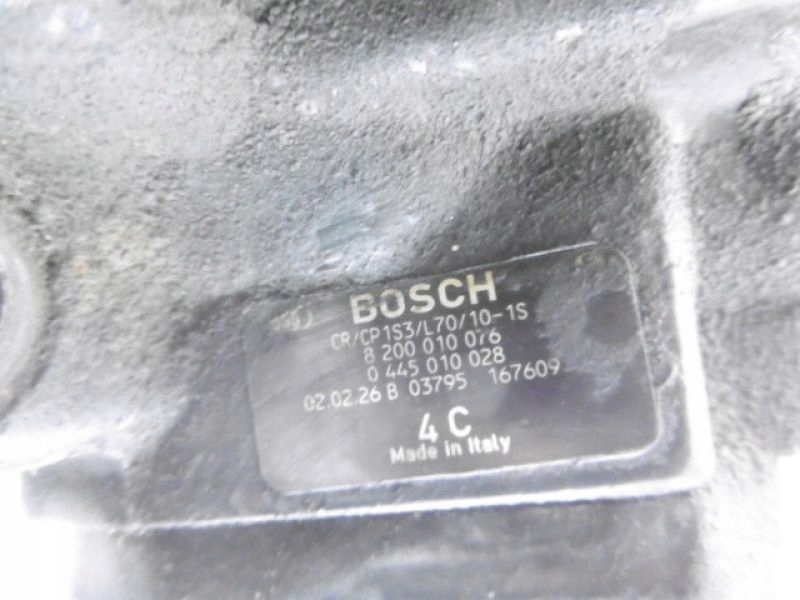 BOSCH
CR/CP1S3/L70/10-1S
8 200 010 076
0 445 010 028
02.02.26 B 03795 167609
4 C
Made in Italy